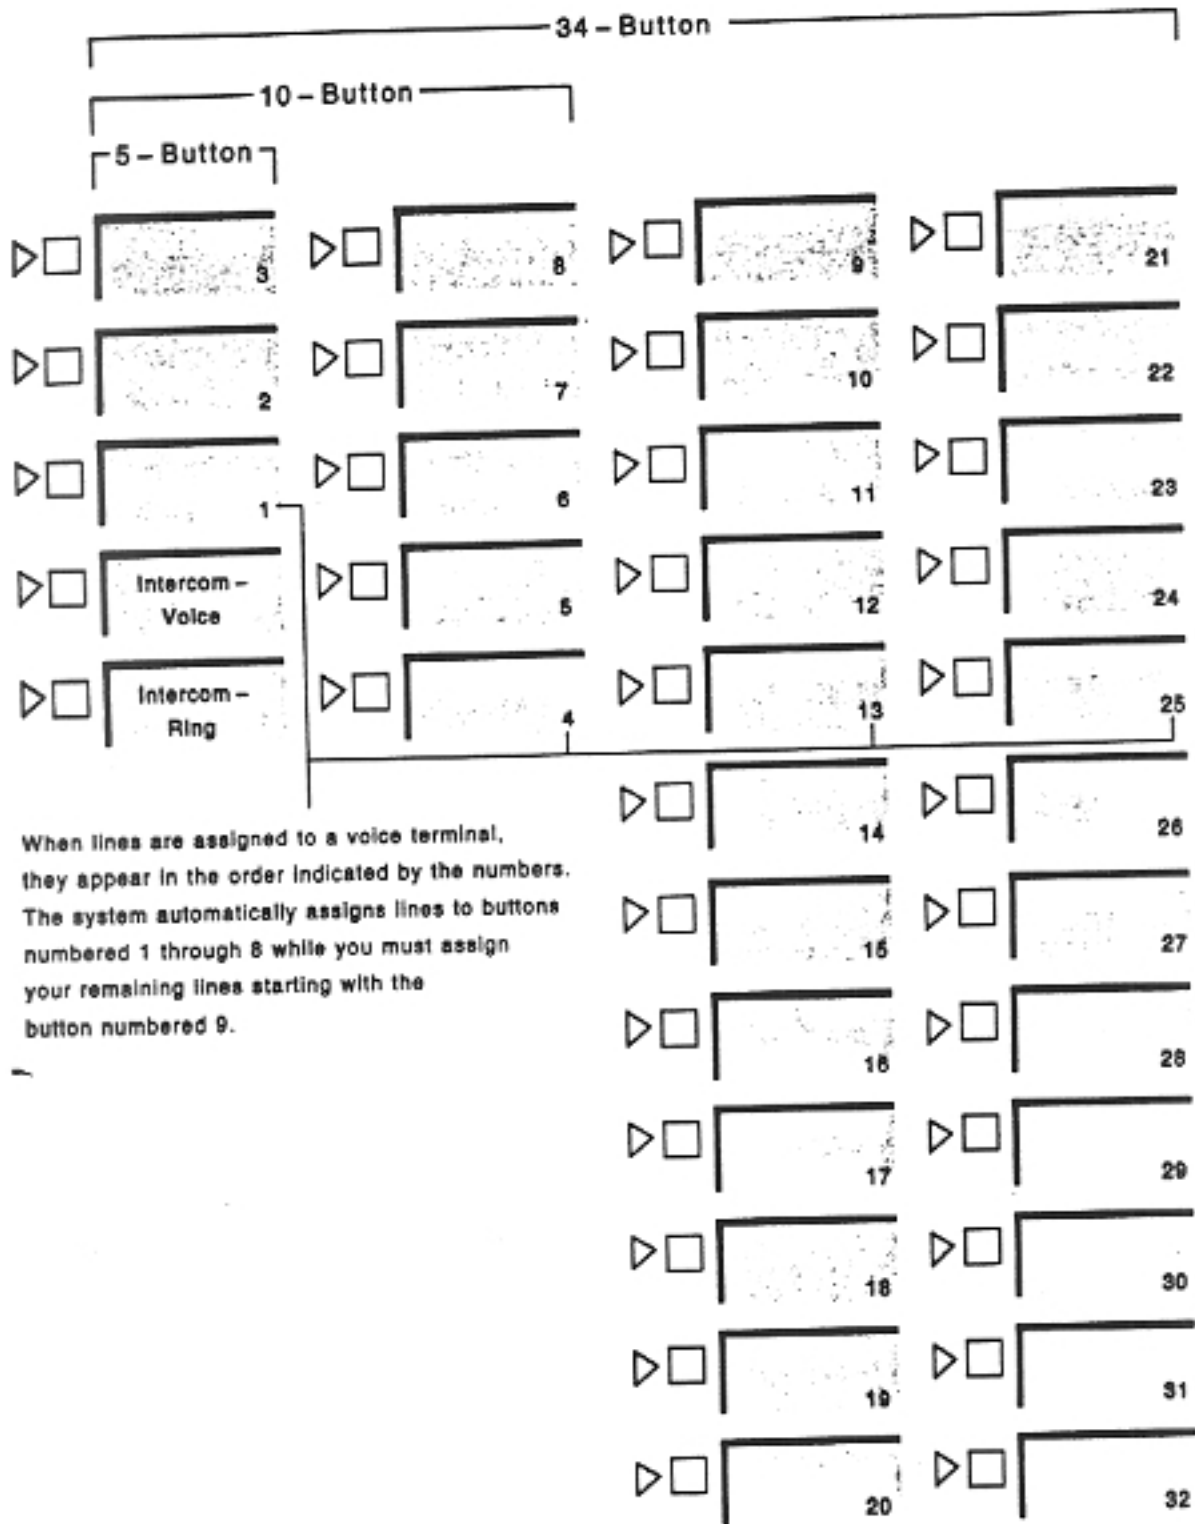 34 – Button
10 – Button
5 – Button
3
8
9
21
2
7
10
22
1
6
11
23
Intercom –
Voice
5
12
24
Intercom –
Ring
4
13
25
14
26
When lines are assigned to a voice terminal,
they appear in the order indicated by the numbers.
The system automatically assigns lines to buttons
numbered 1 through 8 while you must assign
your remaining lines starting with the
button numbered 9.
15
27
16
28
17
29
18
30
19
31
20
32